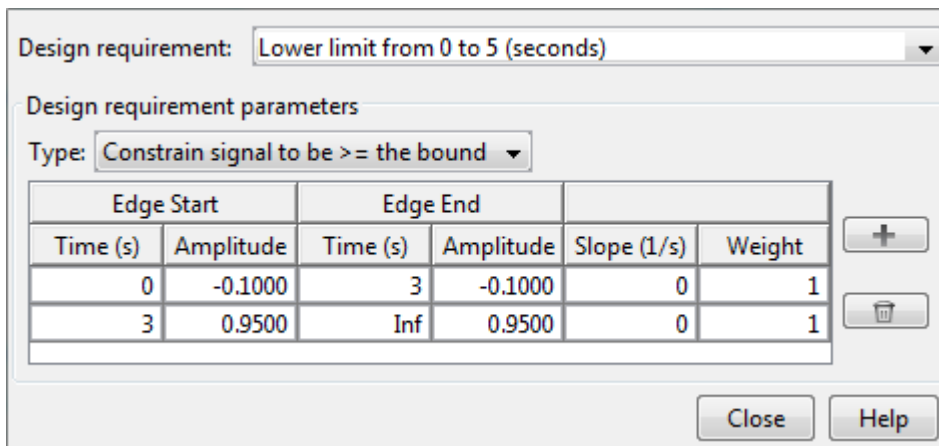 Design requirement: Lower limit from 0 to 5 (seconds)
Design requirement parameters
Type: Constrain signal to be >= the bound
Edge Start Edge End
Time (s) Amplitude Time (s) Amplitude Slope (1/s) Weight
0 -0.1000 3 -0.1000 0 1
3 0.9500 Inf 0.9500 0 1
Close Help